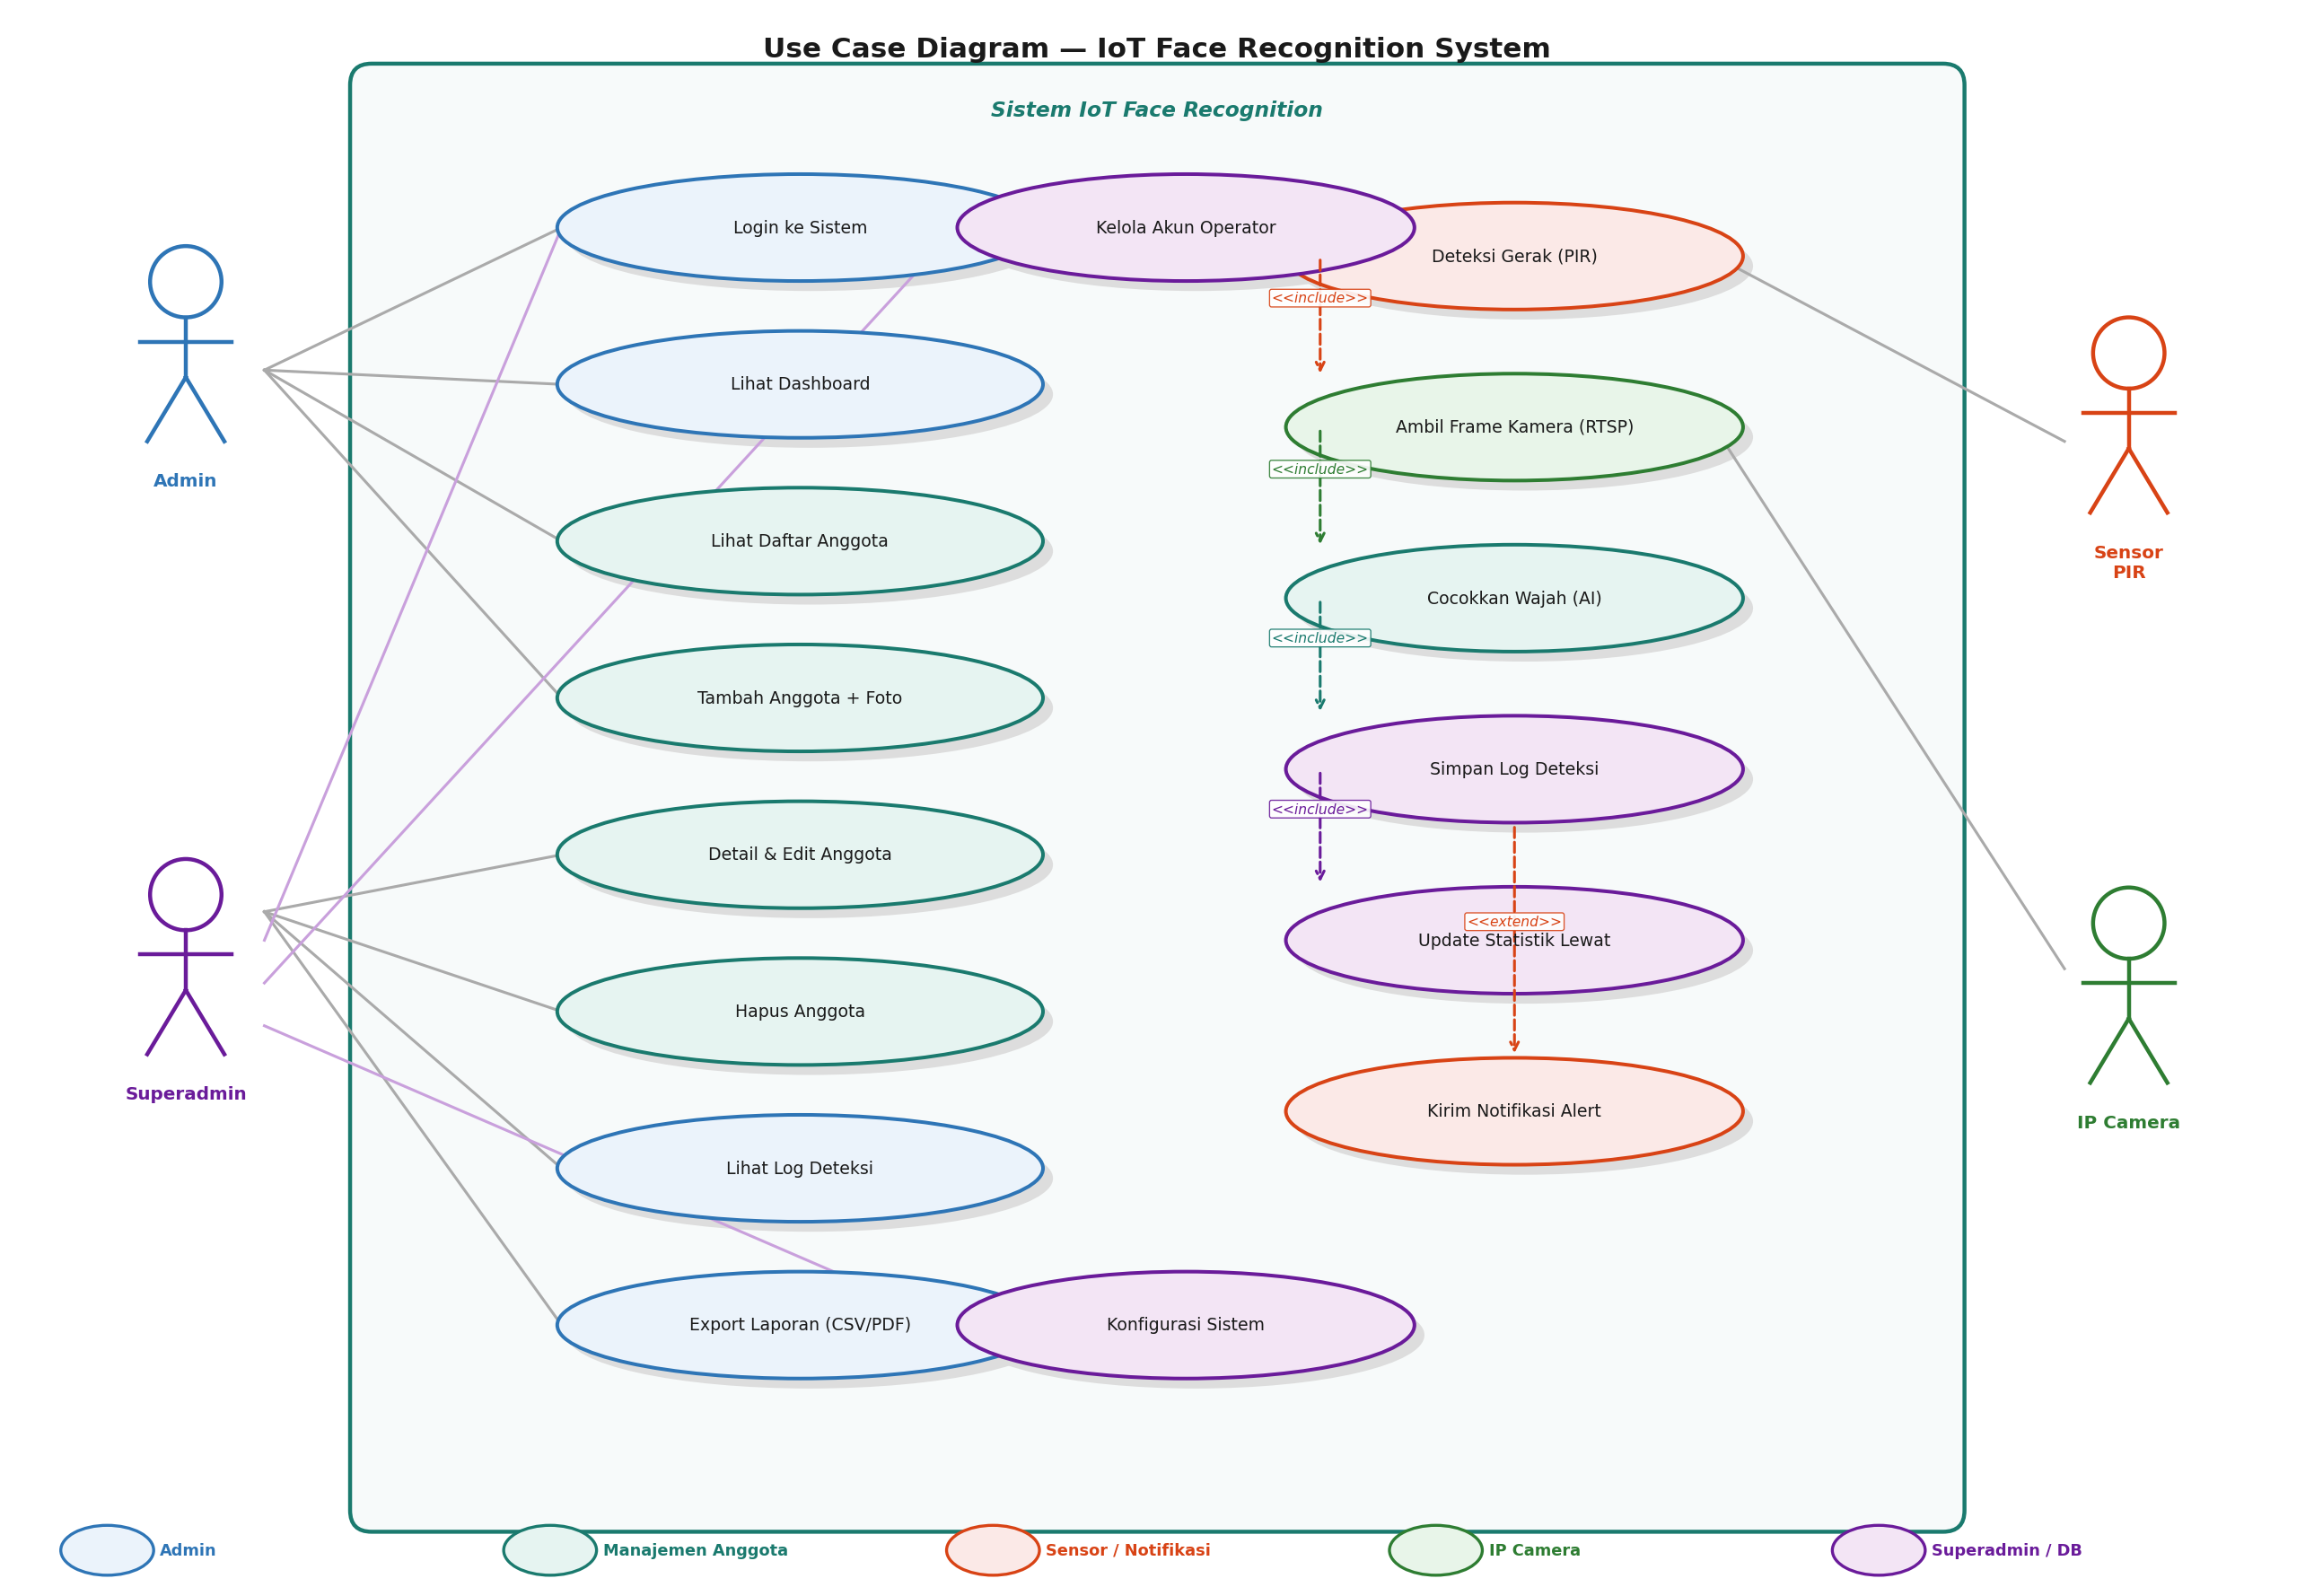 Use Case Diagram — IoT Face Recognition System
Sistem IoT Face Recognition
Login ke Sistem
Kelola Akun Operator
Deteksi Gerak (PIR)
<<include>>
Lihat Dashboard
Ambil Frame Kamera (RTSP)
<<include>>
Admin
Lihat Daftar Anggota
Sensor
PIR
Cocokkan Wajah (AI)
<<include>>
Tambah Anggota + Foto
Simpan Log Deteksi
<<include>>
Detail & Edit Anggota
<<extend>>
Update Statistik Lewat
Hapus Anggota
Superadmin
Kirim Notifikasi Alert
IP Camera
Lihat Log Deteksi
Export Laporan (CSV/PDF)
Konfigurasi Sistem
Admin
Manajemen Anggota
Sensor / Notifikasi
IP Camera
Superadmin / DB